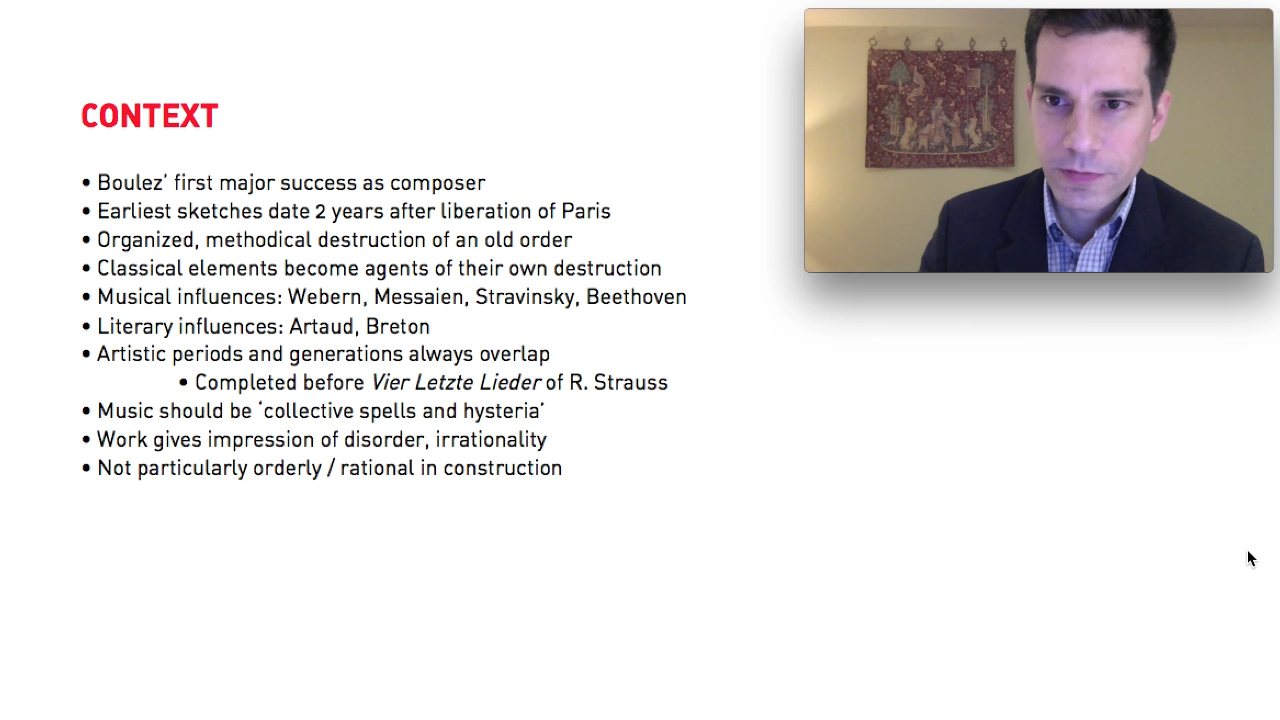 CONTEXT
• Boulez’ first major success as composer
• Earliest sketches date 2 years after liberation of Paris
• Organized, methodical destruction of an old order
• Classical elements become agents of their own destruction
• Musical influences: Webern, Messaien, Stravinsky, Beethoven
• Literary influences: Artaud, Breton
• Artistic periods and generations always overlap
• Completed before Vier Letzte Lieder of R. Strauss
• Music should be ‘collective spells and hysteria’
• Work gives impression of disorder, irrationality
• Not particularly orderly / rational in construction